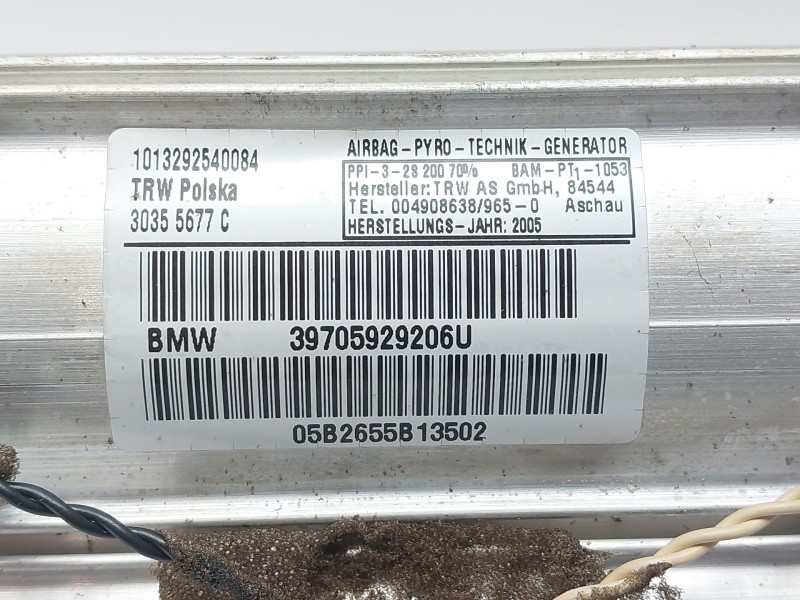 1013292540084
TRW Polska
3035 5677 C
AIRBAG-PYRO-TECHNIK-GENERATOR
PPI-3-2S 200 70% BAM-PT1-1053
Hersteller: TRW AS GmbH, 84544
TEL. 004908638/965-0 Aschau
HERSTELLUNGS-JAHR: 2005
BMW 39705929206U
05B2655B13502